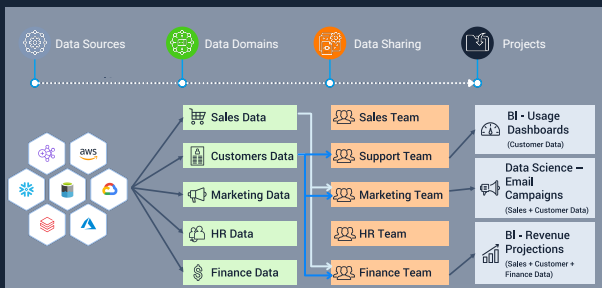 Data Sources
Data Domains
Data Sharing
Projects
aws
Sales Data
Customers Data
Marketing Data
HR Data
Finance Data
Sales Team
Support Team
Marketing Team
HR Team
Finance Team
BI - Usage
Dashboards
(Customer Data)
Data Science –
Email
Campaigns
(Sales + Customer Data)
BI - Revenue
Projections
(Sales + Customer +
Finance Data)